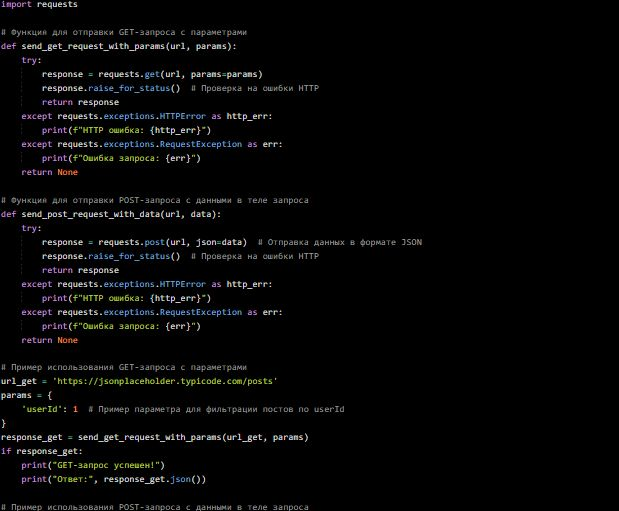 import requests

# Функция для отправки GET-запроса с параметрами
def send_get_request_with_params(url, params):
    try:
        response = requests.get(url, params=params)
        response.raise_for_status()  # Проверка на ошибки HTTP
        return response
    except requests.exceptions.HTTPError as http_err:
        print(f"HTTP ошибка: {http_err}")
    except requests.exceptions.RequestException as err:
        print(f"Ошибка запроса: {err}")
    return None

# Функция для отправки POST-запроса с данными в теле запроса
def send_post_request_with_data(url, data):
    try:
        response = requests.post(url, json=data)  # Отправка данных в формате JSON
        response.raise_for_status()  # Проверка на ошибки HTTP
        return response
    except requests.exceptions.HTTPError as http_err:
        print(f"HTTP ошибка: {http_err}")
    except requests.exceptions.RequestException as err:
        print(f"Ошибка запроса: {err}")
    return None

# Пример использования GET-запроса с параметрами
url_get = 'https://jsonplaceholder.typicode.com/posts'
params = {
    'userId': 1  # Пример параметра для фильтрации постов по userId
}
response_get = send_get_request_with_params(url_get, params)
if response_get:
    print("GET-запрос успешен!")
    print("Ответ:", response_get.json())

# Пример использования POST-запроса с данными в теле запроса